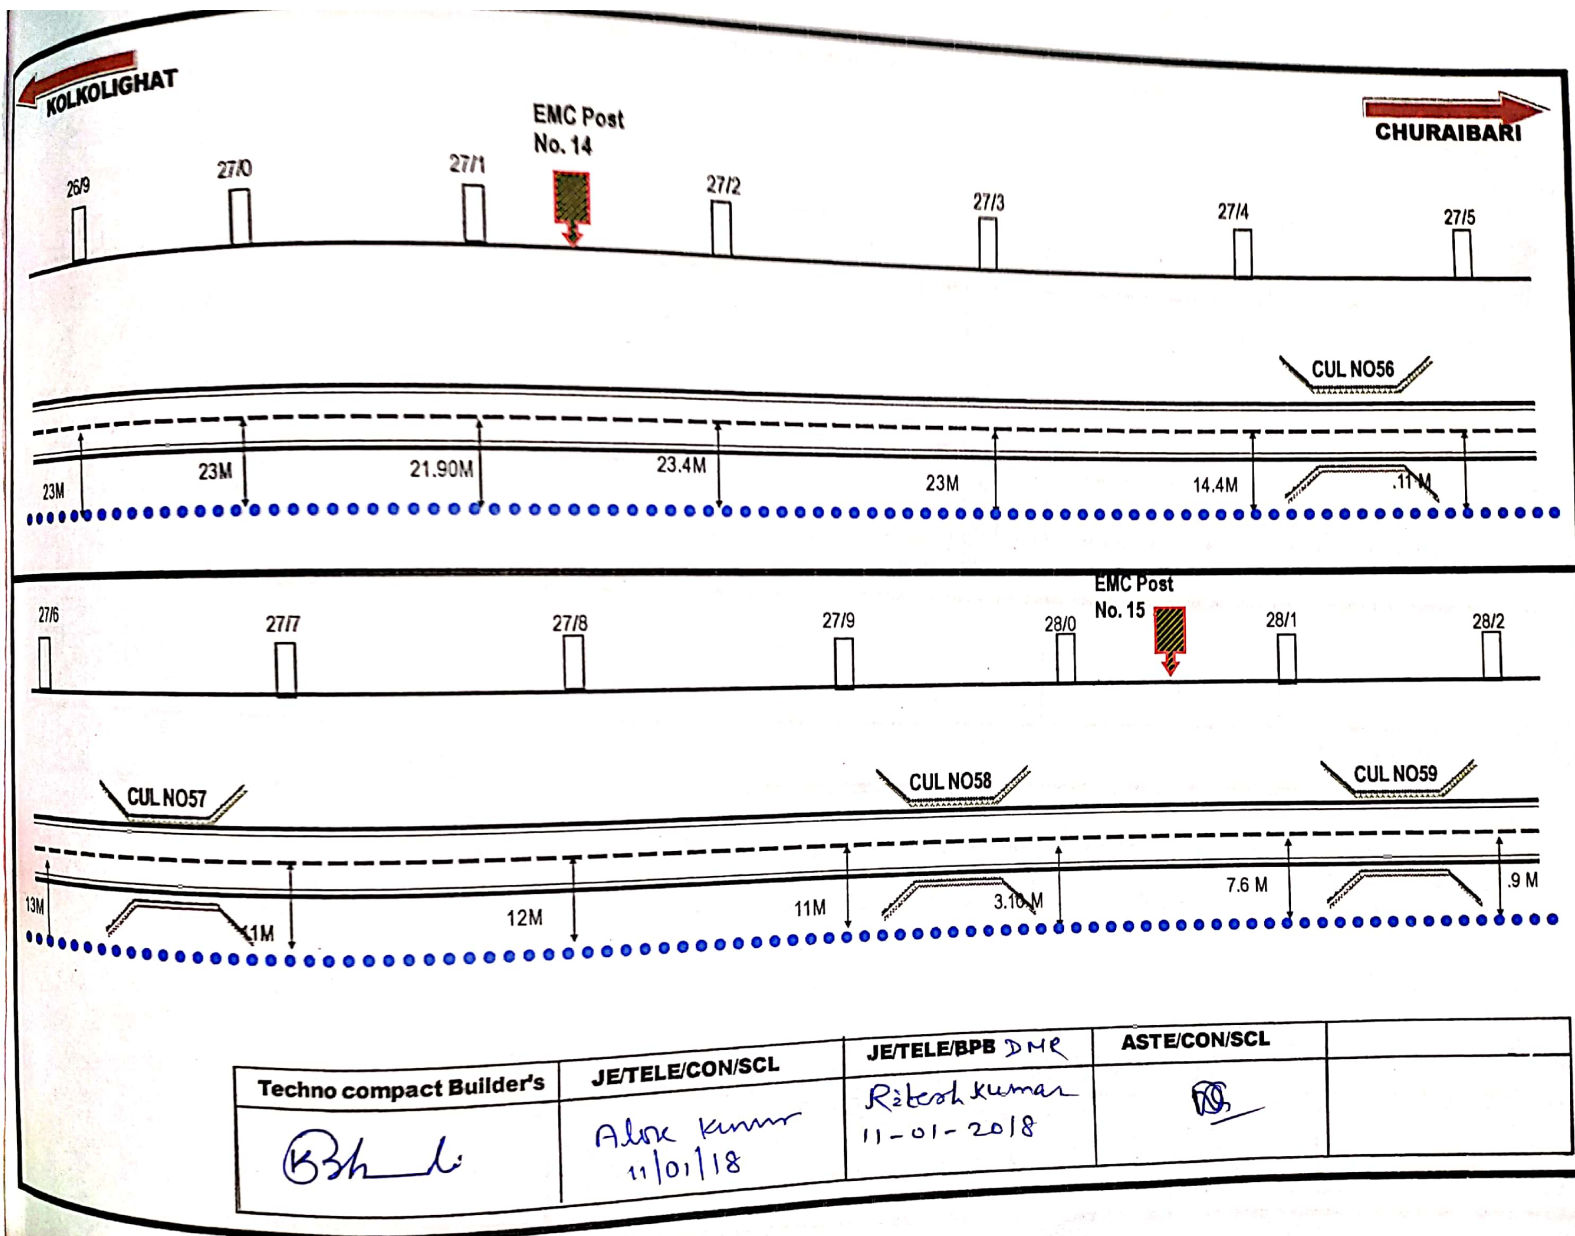 KOLKOLIGHAT
CHURAIBARI
EMC Post
No. 14
26/9
27/0
27/1
27/2
27/3
27/4
27/5
CUL NO56
23M
23M
21.90M
23.4M
23M
14.4M
.11 M
27/6
27/7
27/8
27/9
28/0
EMC Post
No. 15
28/1
28/2
CUL NO57
CUL NO58
CUL NO59
13M
1M
12M
11M
3.10 M
7.6 M
.9 M
Techno compact Builder's
JE/TELE/CON/SCL
JE/TELE/BPB DMR
ASTE/CON/SCL
Alok Kumar
11/01/18
Ritesh Kumar
11-01-2018